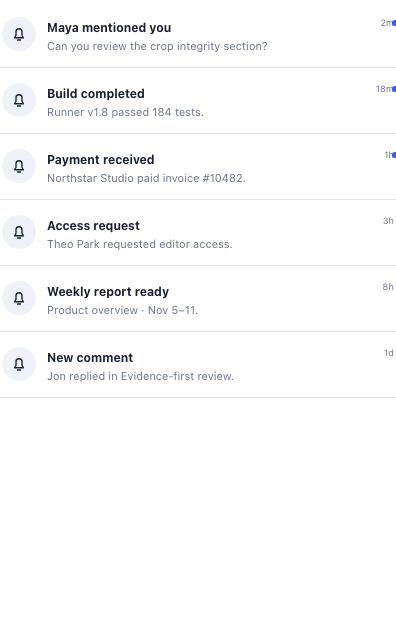 Maya mentioned you
2m
Can you review the crop integrity section?
Build completed
18m
Runner v1.8 passed 184 tests.
Payment received
1h
Northstar Studio paid invoice #10482.
Access request
3h
Theo Park requested editor access.
Weekly report ready
8h
Product overview · Nov 5–11.
New comment
1d
Jon replied in Evidence-first review.